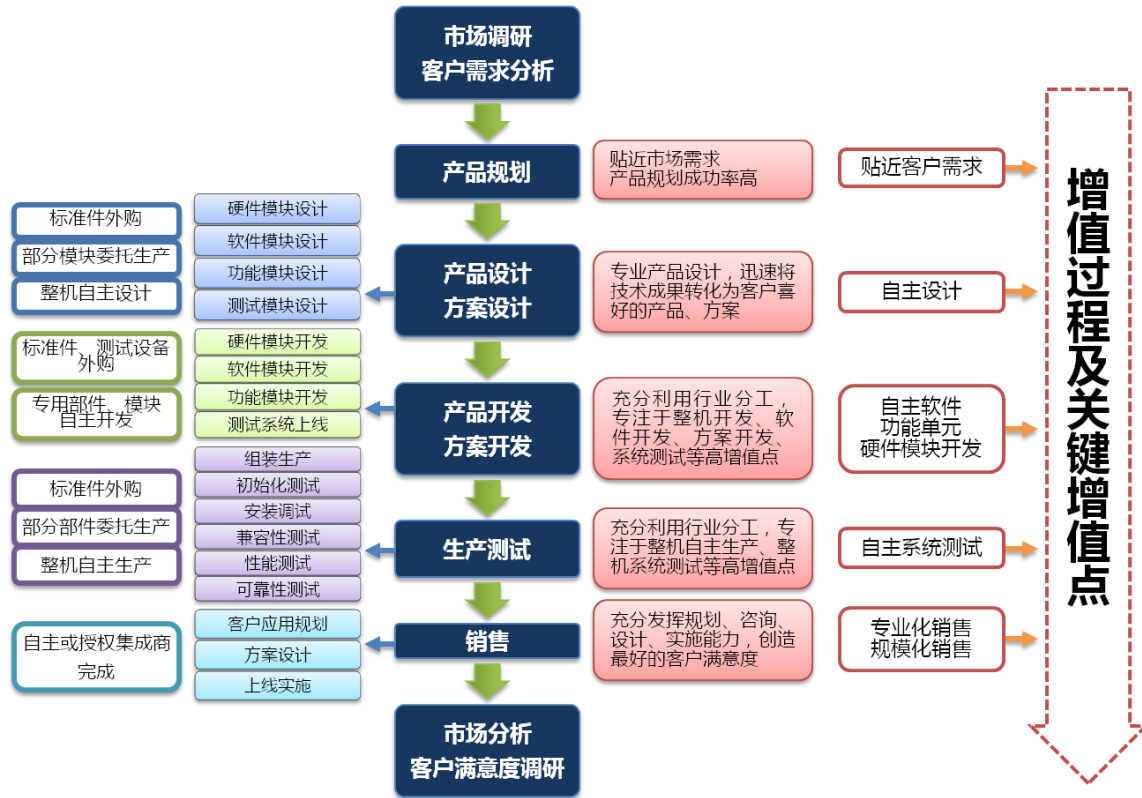 市场调研
客户需求分析
产品规划
贴近市场需求
产品规划成功率高
贴近客户需求
标准件外购
部分模块委托生产
整机自主设计
硬件模块设计
软件模块设计
功能模块设计
测试模块设计
产品设计
方案设计
专业产品设计，迅速将
技术成果转化为客户喜
好的产品、方案
自主设计
标准件、测试设备
外购
专用部件、模块
自主开发
硬件模块开发
软件模块开发
功能模块开发
测试系统上线
产品开发
方案开发
充分利用行业分工，
专注于整机开发、软
件开发、方案开发、
系统测试等高增值点
自主软件
功能单元
硬件模块开发
标准件外购
部分部件委托生产
整机自主生产
组装生产
初始化测试
安装调试
兼容性测试
性能测试
可靠性测试
生产测试
充分利用行业分工，专
注于整机自主生产、整
机系统测试等高增值点
自主系统测试
自主或授权集成商
完成
客户应用规划
方案设计
上线实施
销售
充分发挥规划、咨询、
设计、实施能力，创造
最好的客户满意度
专业化销售
规模化销售
市场分析
客户满意度调研
增值过程及关键增值点